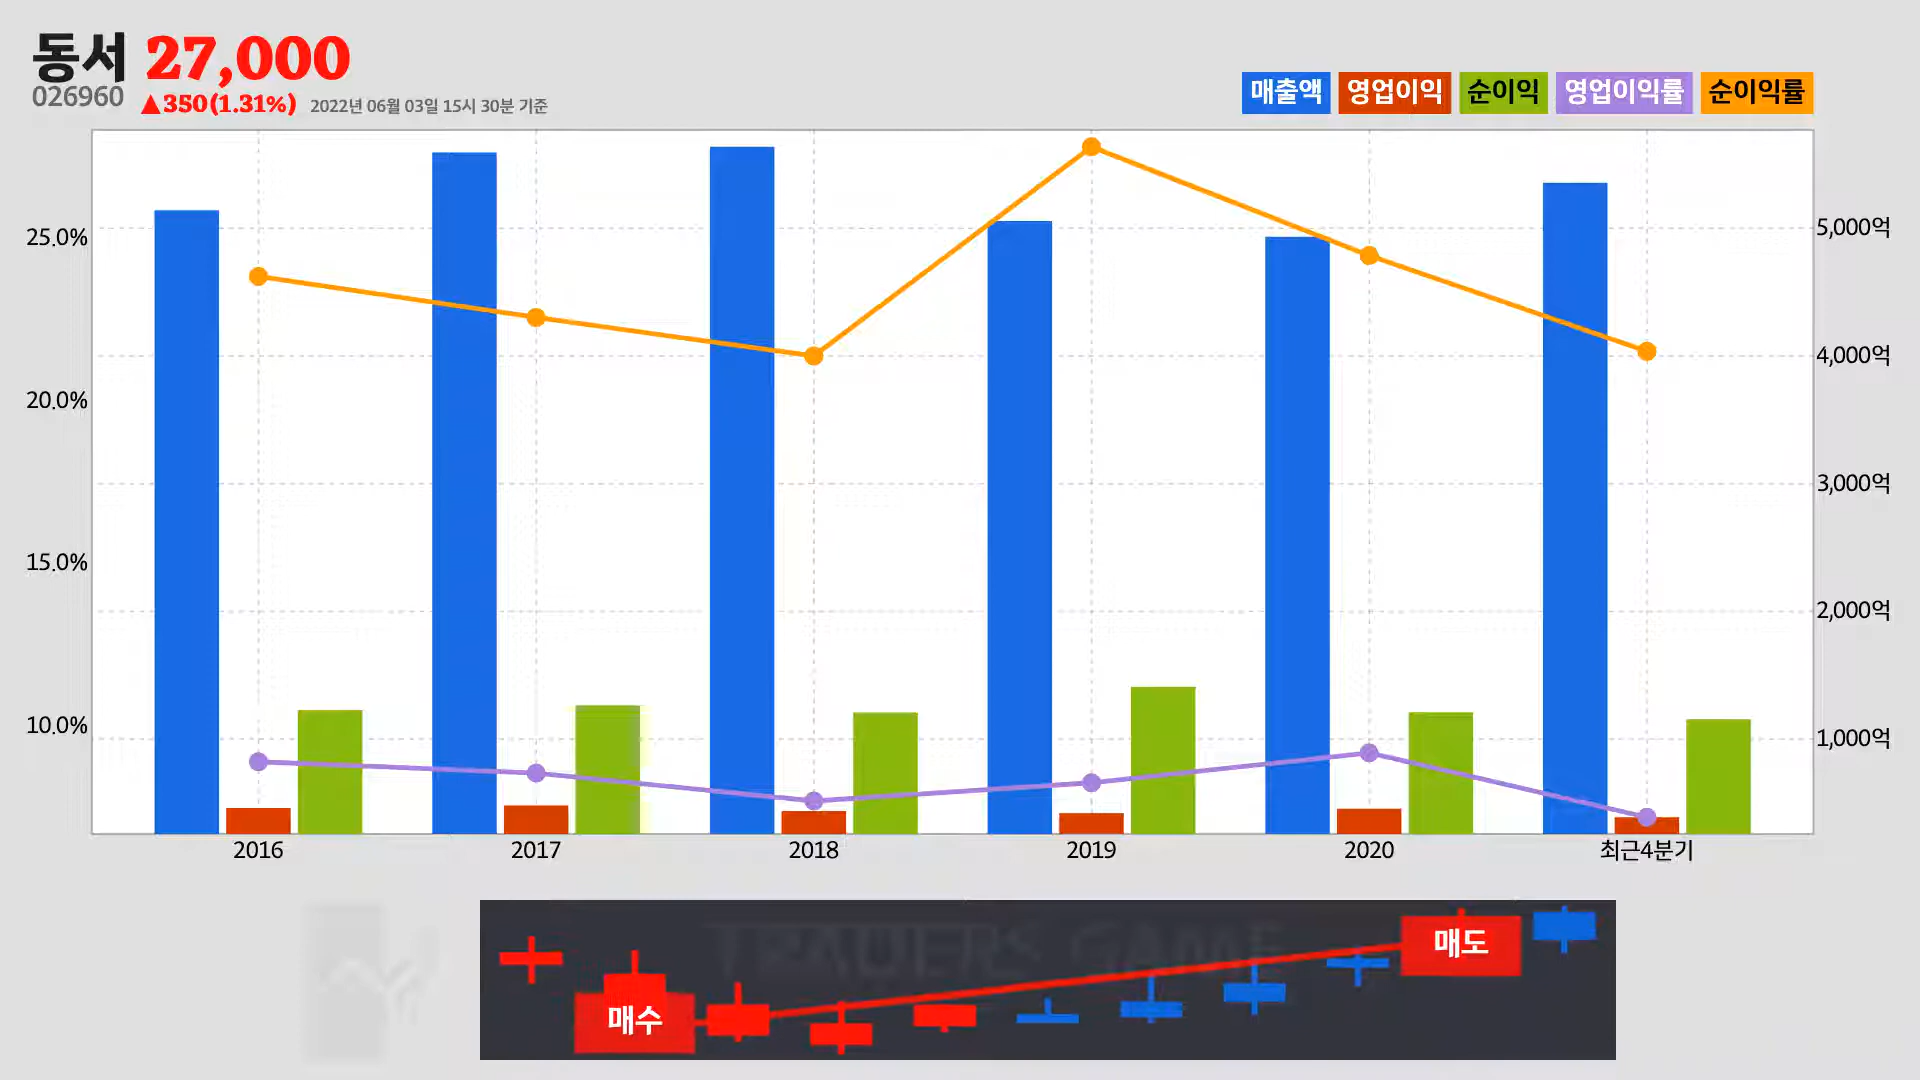 동서 27,000
026960 ▲350(1.31%) 2022년 06월 03일 15시 30분 기준
매출액 영업이익 순이익 영업이익률 순이익률
25.0%
20.0%
15.0%
10.0%
5,000억
4,000억
3,000억
2,000억
1,000억
2016 2017 2018 2019 2020 최근4분기
TRADERS GAME
매수
매도